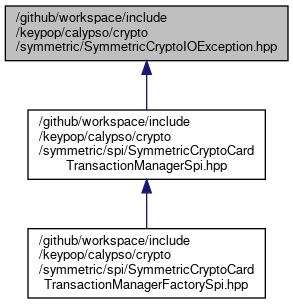 /github/workspace/include
/keypop/calypso/crypto
/symmetric/SymmetricCryptoIOException.hpp
/github/workspace/include
/keypop/calypso/crypto
/symmetric/spi/SymmetricCryptoCard
TransactionManagerSpi.hpp
/github/workspace/include
/keypop/calypso/crypto
/symmetric/spi/SymmetricCryptoCard
TransactionManagerFactorySpi.hpp